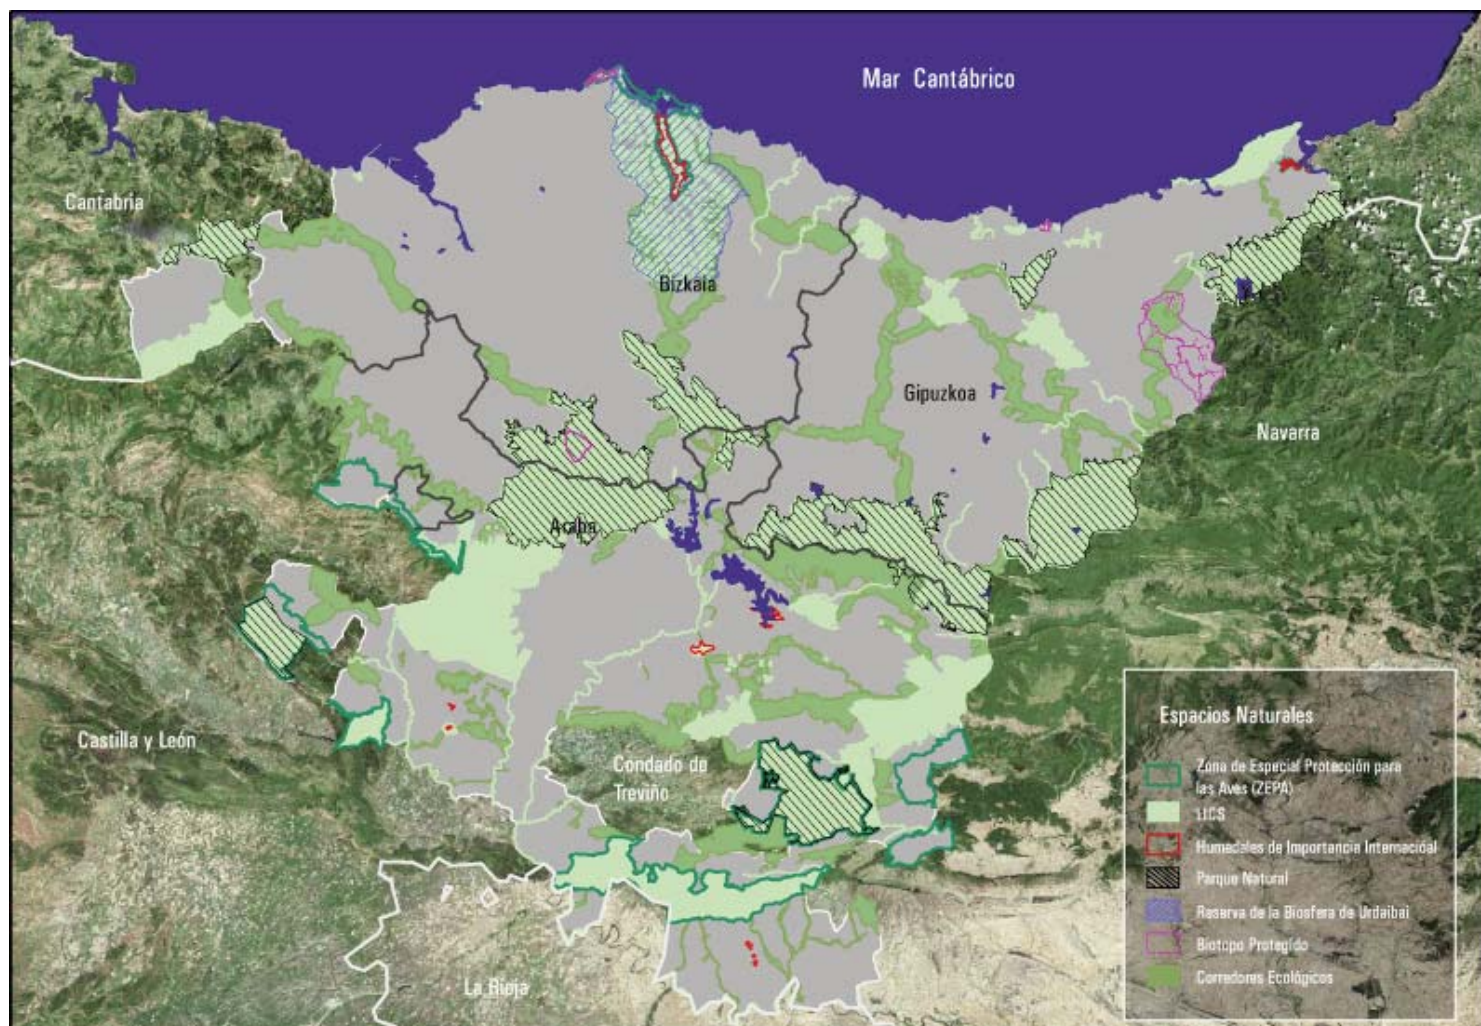 Mar Cantábrico
Cantabria
Bizkaia
Gipuzkoa
Navarra
Araba
Castilla y León
Condado de
Treviño
La Rioja
Espacios Naturales
Zona de Especial Protección para
las Aves (ZEPA)
LICS
Humedales de Importancia Internacioal
Parque Natural
Reserva de la Biosfera de Urdaibai
Biotopo Protegido
Corredores Ecológicos